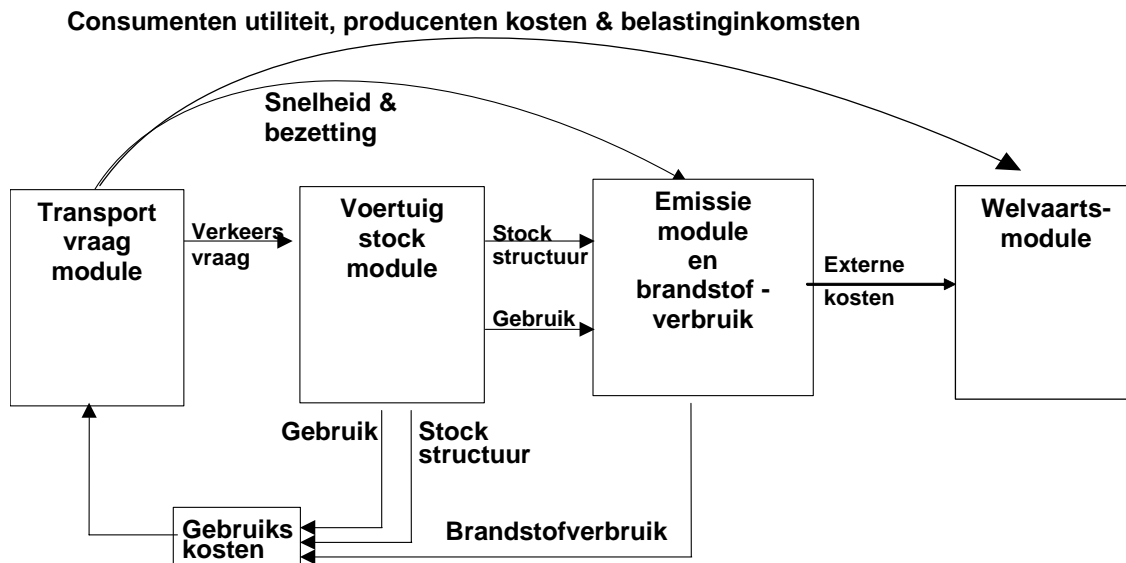 Consumenten utiliteit, producenten kosten & belastinginkomsten
Snelheid &
bezetting
Transport
vraag
module
Verkeers
vraag
Voertuig
stock
module
Stock
structuur
Gebruik
Emissie
module
en
brandstof -
verbruik
Externe
kosten
Welvaarts-
module
Gebruik
Stock
structuur
Gebruiks
kosten
Brandstofverbruik